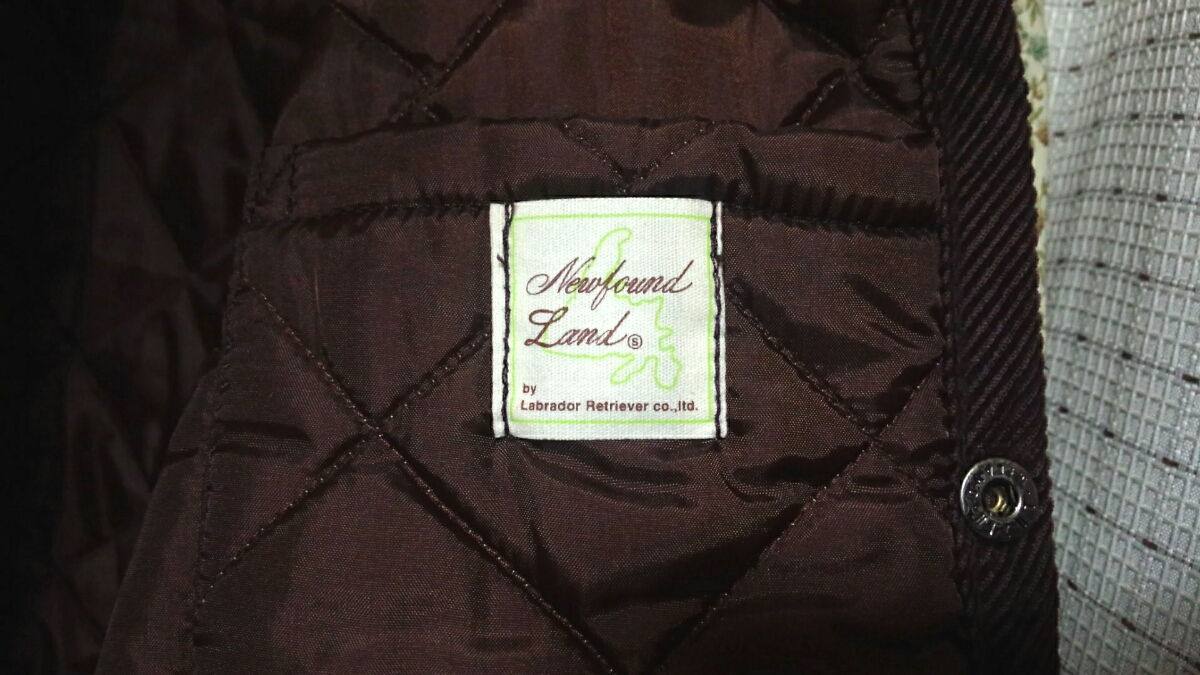 Newfound
Land Ⓢ
by
Labrador Retriever co.,ltd.